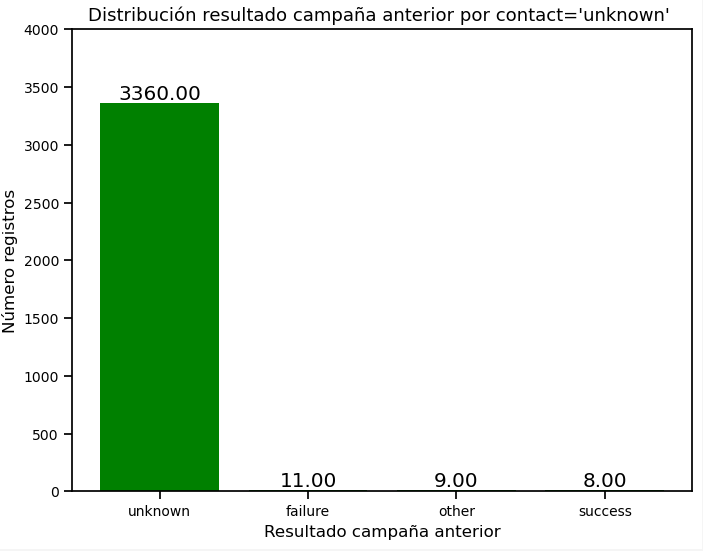 Distribución resultado campaña anterior por contact='unknown'
4000
3500
3000
2500
2000
1500
1000
500
0
Número registros
3360.00
11.00
9.00
8.00
unknown
failure
other
success
Resultado campaña anterior